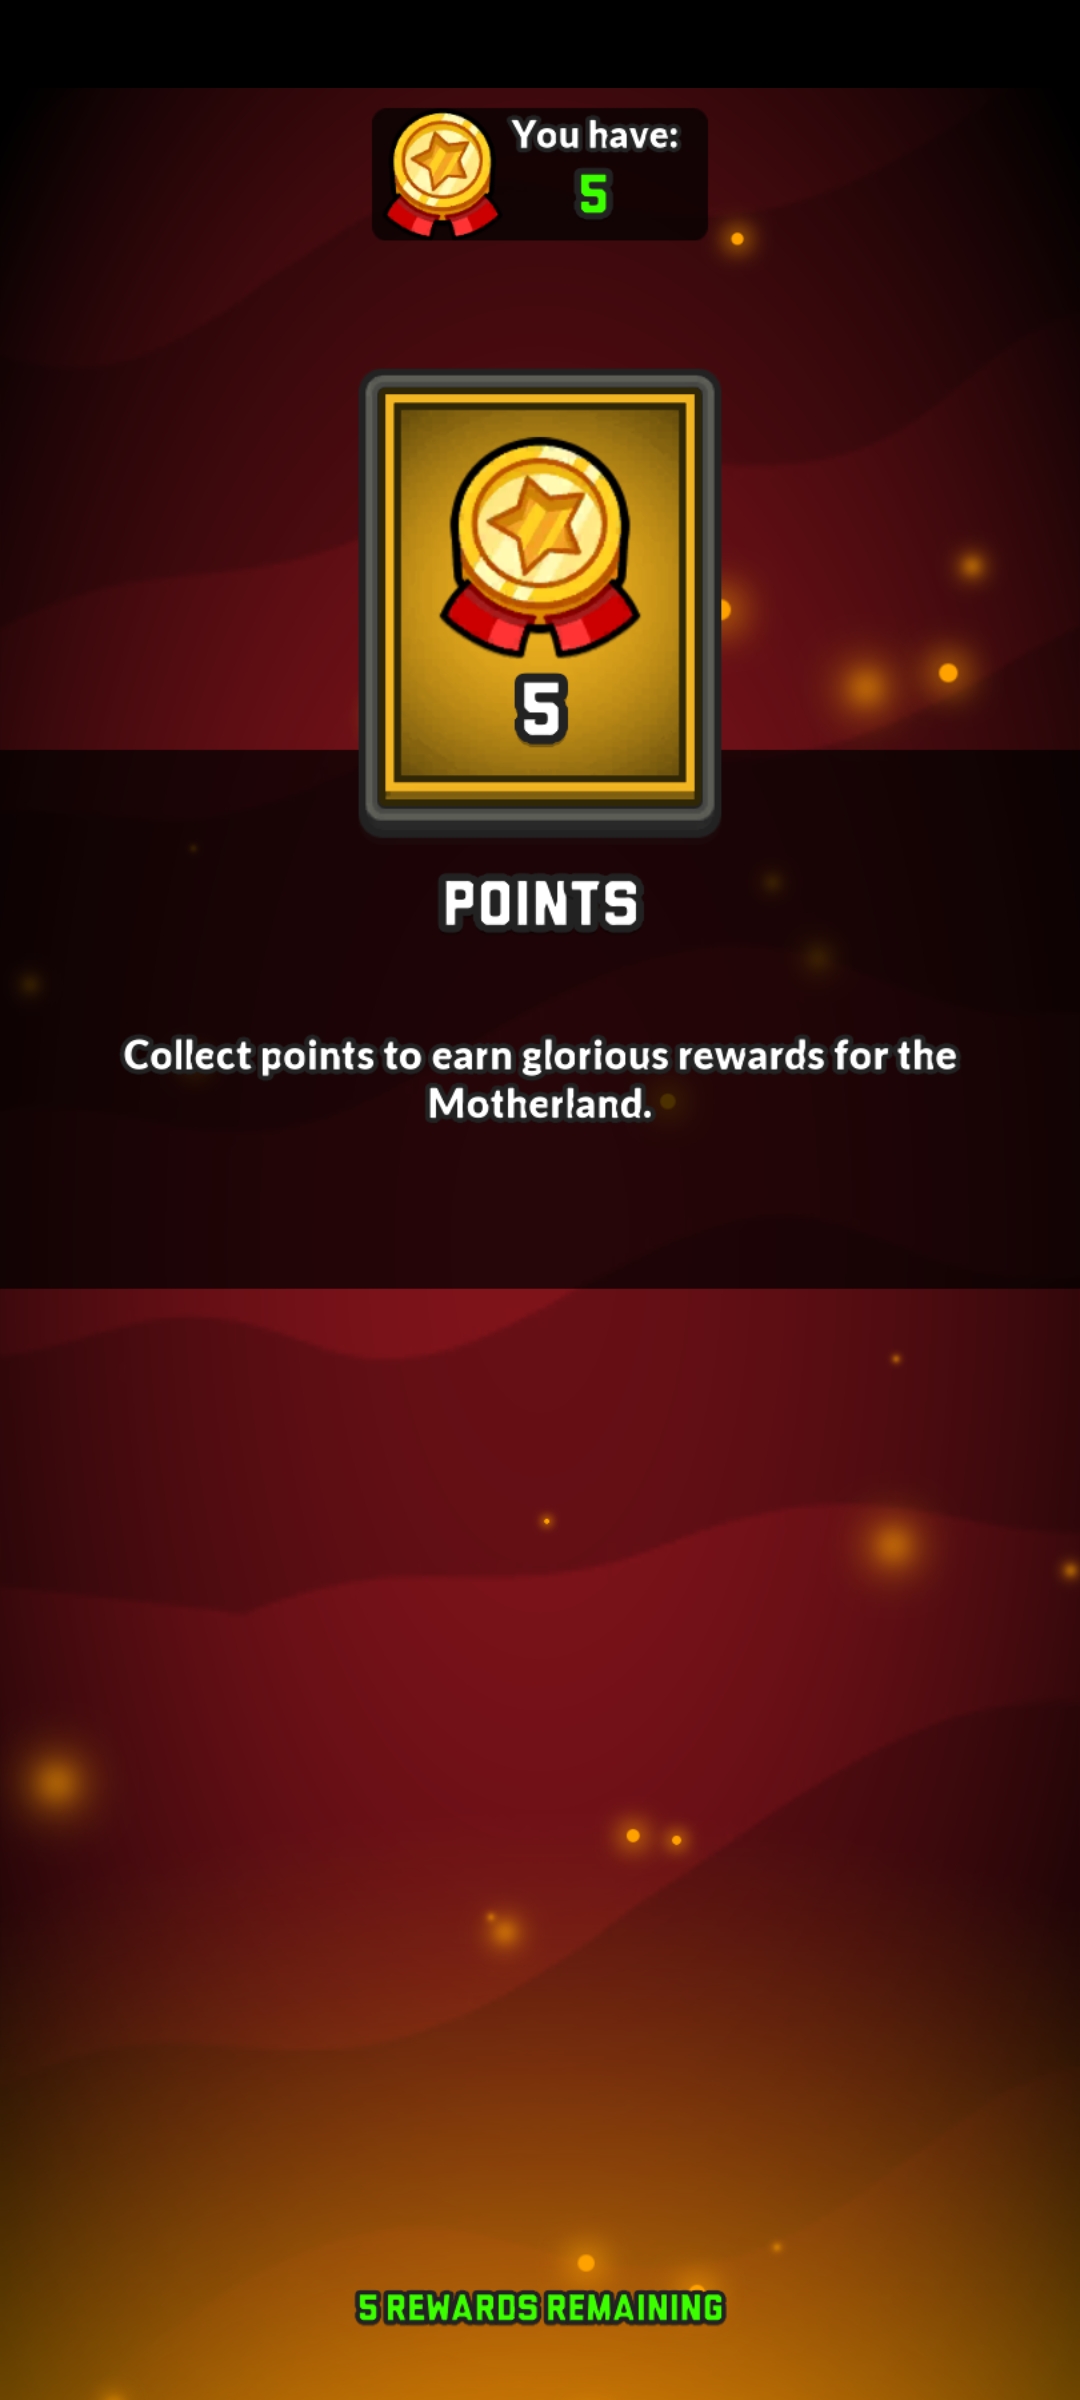 You have:
5
5
POINTS
Collect points to earn glorious rewards for the
Motherland.
5 REWARDS REMAINING